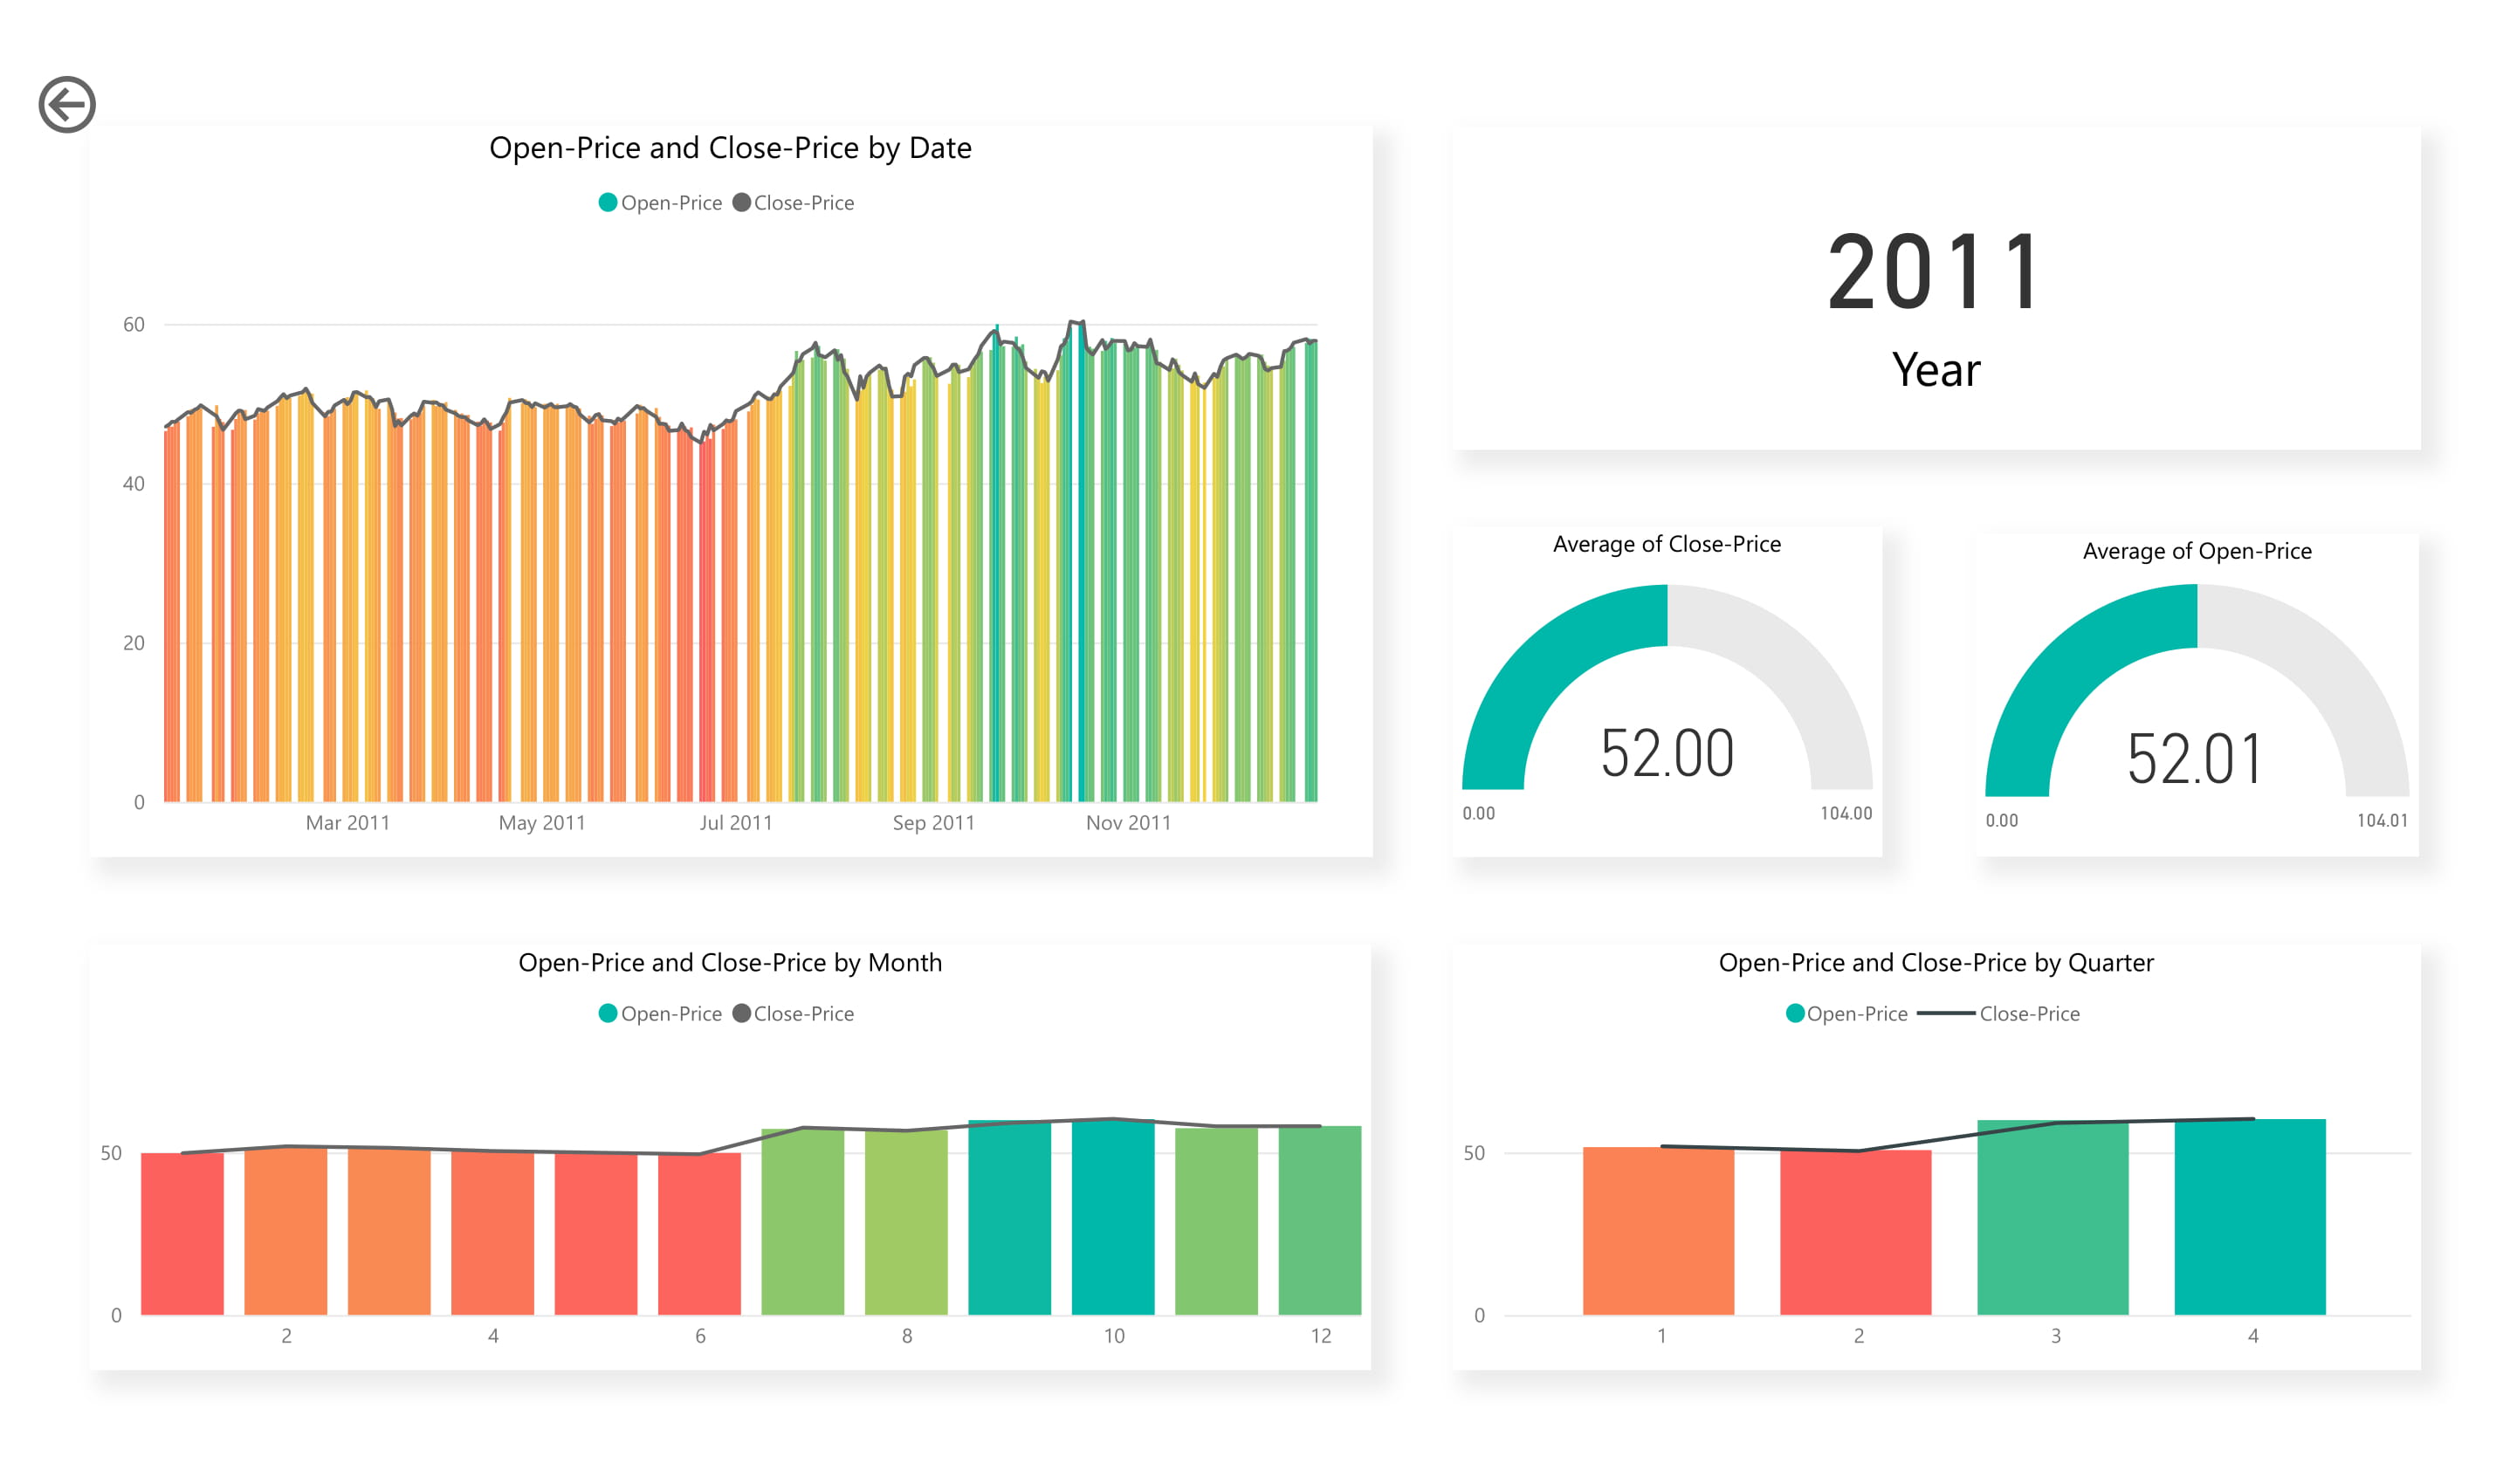 Open-Price and Close-Price by Date
Open-Price Close-Price
60
40
20
0
Mar 2011 May 2011 Jul 2011 Sep 2011 Nov 2011
2011
Year
Average of Close-Price
52.00
0.00 104.00
Average of Open-Price
52.01
0.00 104.01
Open-Price and Close-Price by Month
Open-Price Close-Price
50
0
2 4 6 8 10 12
Open-Price and Close-Price by Quarter
Open-Price Close-Price
50
0
1 2 3 4